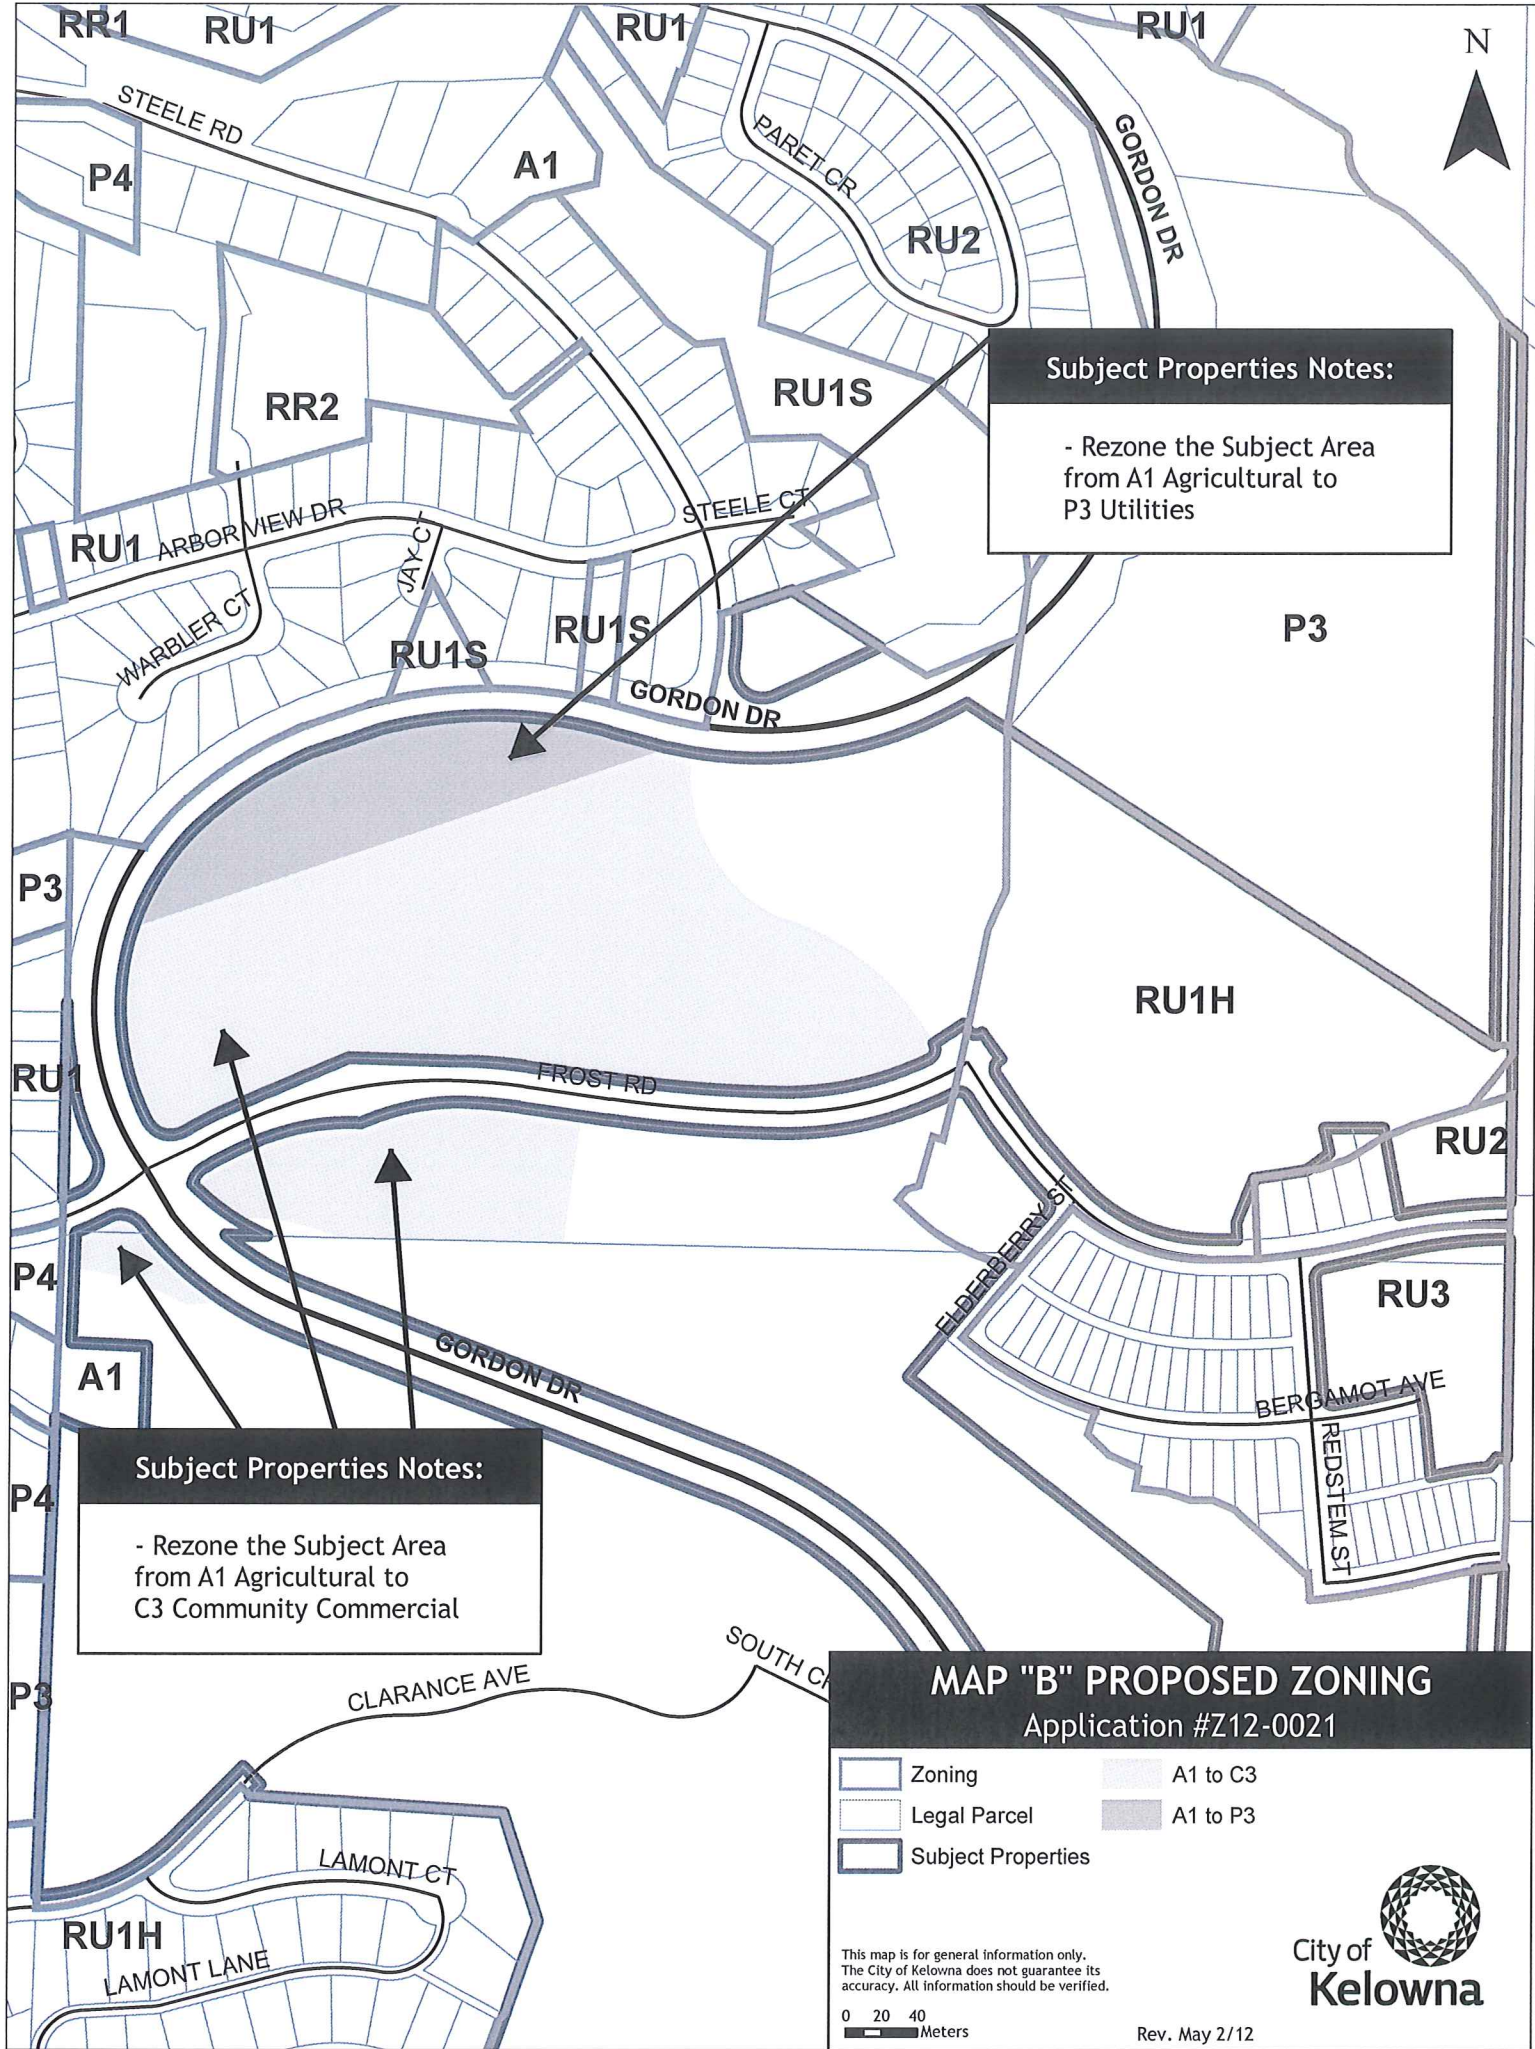 RR1
RU1
RU1
RU1
N
STEELE RD
P4
A1
PARET CR
RU2
GORDON DR
RR2
RU1S
Subject Properties Notes:
- Rezone the Subject Area
from A1 Agricultural to
P3 Utilities
STEELE CT
ARBOR VIEW DR
RU1
JAY CT
WARBLER CT
RU1S
RU1S
P3
GORDON DR
P3
RU1H
RU1
FROST RD
RU2
ELDERBERRY ST
P4
RU3
A1
GORDON DR
BERGAMOT AVE
REDSTEM ST
P4
Subject Properties Notes:
- Rezone the Subject Area
from A1 Agricultural to
C3 Community Commercial
P3
CLARANCE AVE
SOUTH
MAP "B" PROPOSED ZONING
Application #Z12-0021
Zoning
A1 to C3
Legal Parcel
A1 to P3
Subject Properties
LAMONT CT
RU1H
LAMONT LANE
This map is for general information only.
The City of Kelowna does not guarantee its
accuracy. All information should be verified.
0 20 40
Meters
Rev. May 2/12
City of
Kelowna